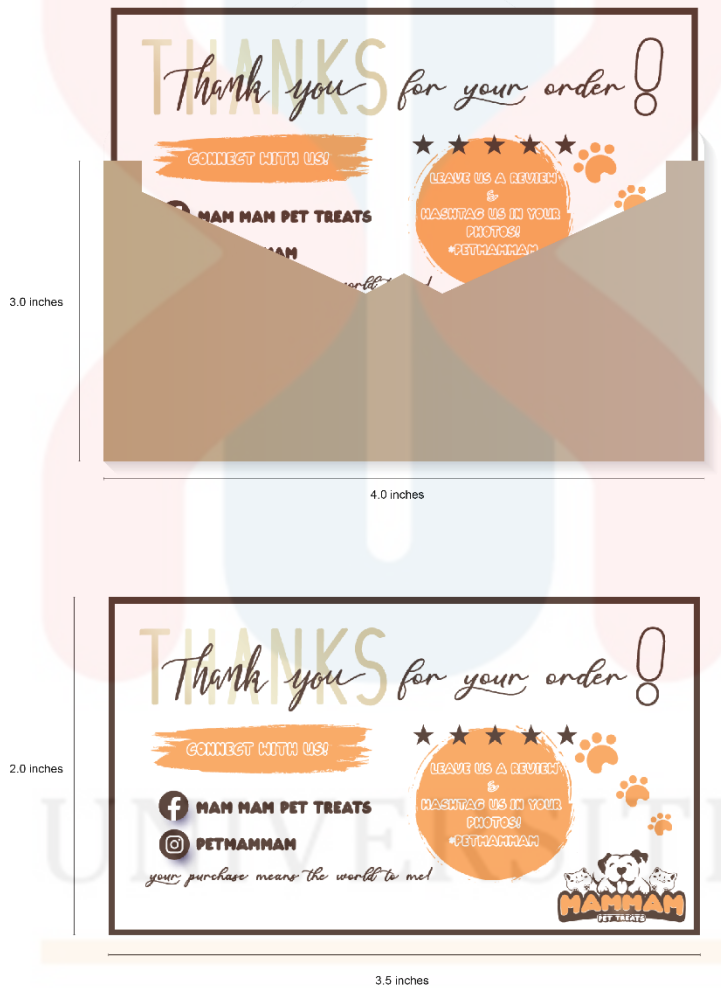 THANKS
Thank you for your order!
CONNECT WITH US!
MAM MAM PET TREATS
LEAVE US A REVIEW
&
HASHTAG US IN YOUR
PHOTOS!
#PETMAMMAM
3.0 inches
4.0 inches
THANKS
Thank you for your order!
CONNECT WITH US!
MAM MAM PET TREATS
PETMAMMAM
your purchase means the world to me!
LEAVE US A REVIEW
&
HASHTAG US IN YOUR
PHOTOS!
#PETMAMMAM
MAMMAM
PET TREATS
2.0 inches
3.5 inches
UNIVERSITI